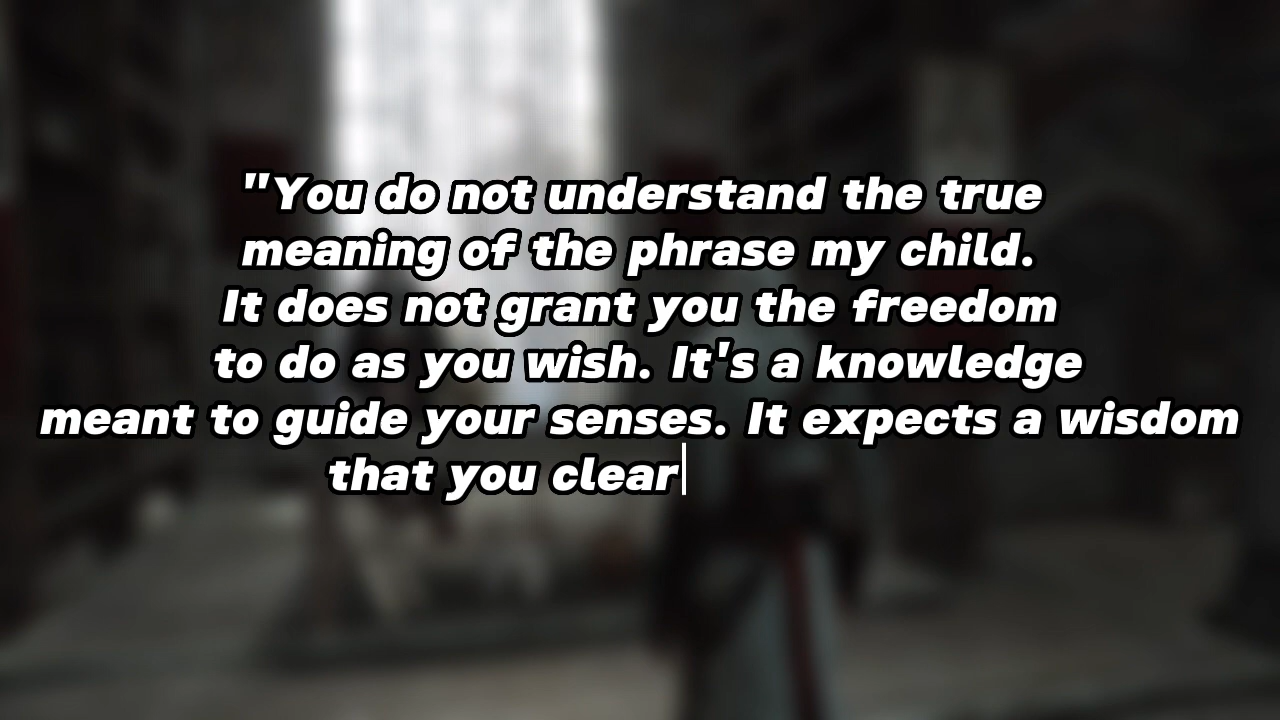 "You do not understand the true
meaning of the phrase my child.
It does not grant you the freedom
to do as you wish. It's a knowledge
meant to guide your senses. It expects a wisdom
that you clear